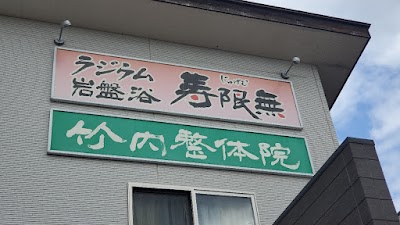 ラジウム
岩盤浴
じゅげむ
寿限無
竹内整体院